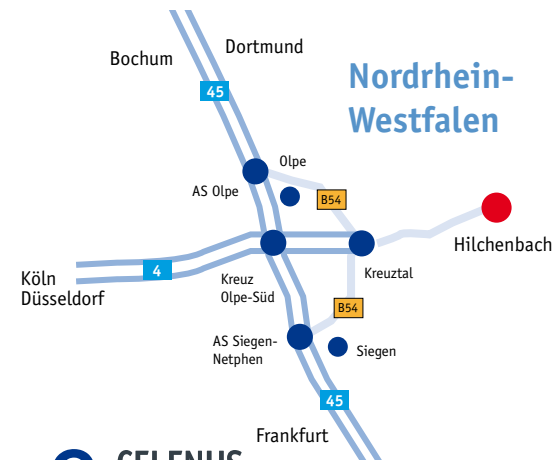 Dortmund
Bochum
Nordrhein-
Westfalen
45
Olpe
AS Olpe
B54
Hilchenbach
Kreuztal
4
Köln
Düsseldorf
Kreuz
Olpe-Süd
B54
AS Siegen-
Netphen
Siegen
45
Frankfurt
CELENUS